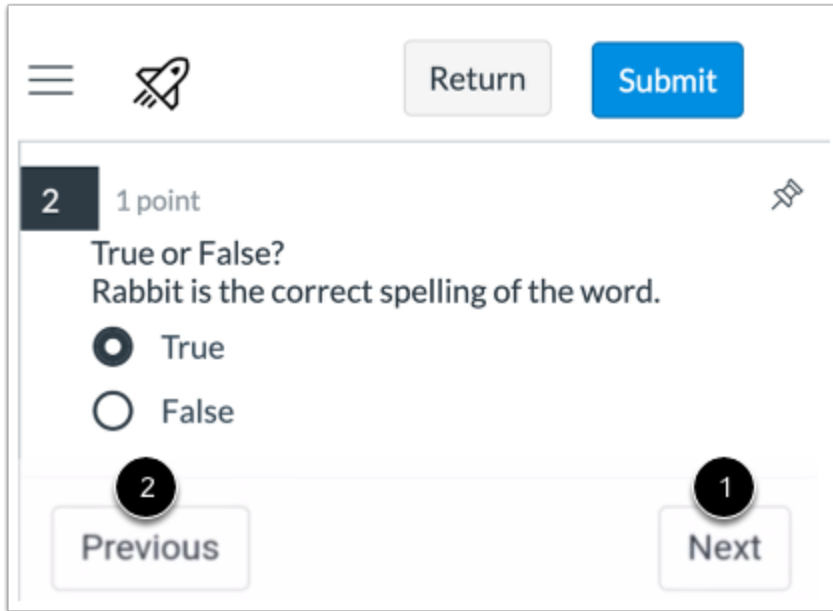 Return Submit
2 1 point
True or False?
Rabbit is the correct spelling of the word.
True
False
2 1
Previous Next